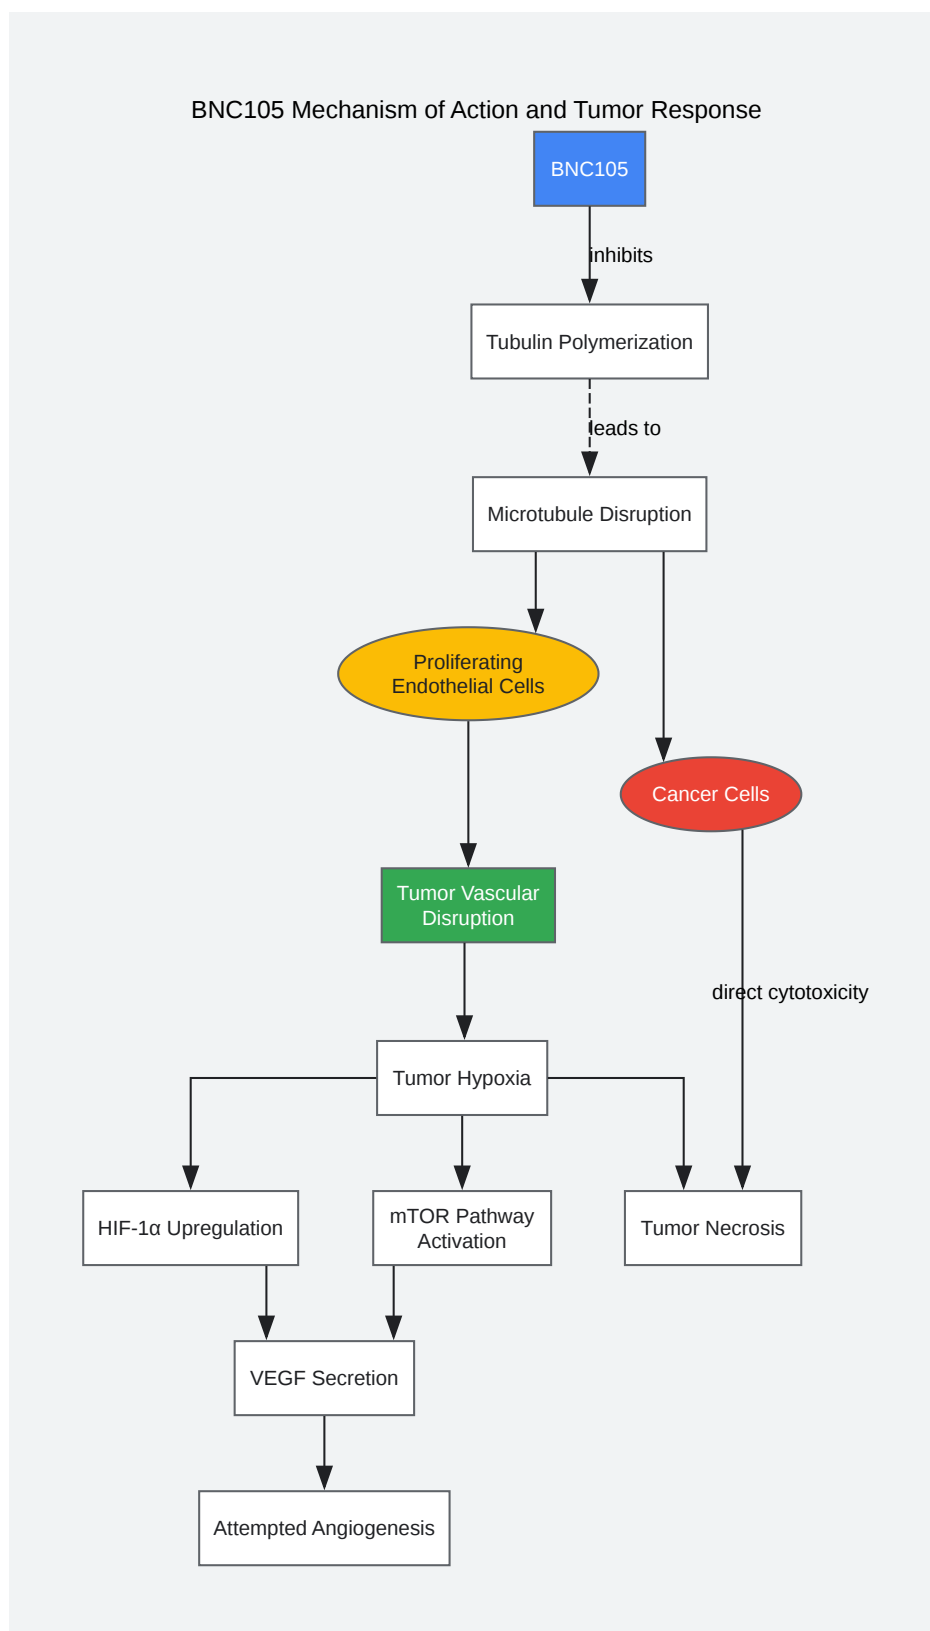 BNC105 Mechanism of Action and Tumor Response
BNC105
inhibits
Tubulin Polymerization
leads to
Microtubule Disruption
Proliferating
Endothelial Cells
Cancer Cells
Tumor Vascular
Disruption
direct cytotoxicity
Tumor Hypoxia
HIF-1α Upregulation
mTOR Pathway
Activation
Tumor Necrosis
VEGF Secretion
Attempted Angiogenesis